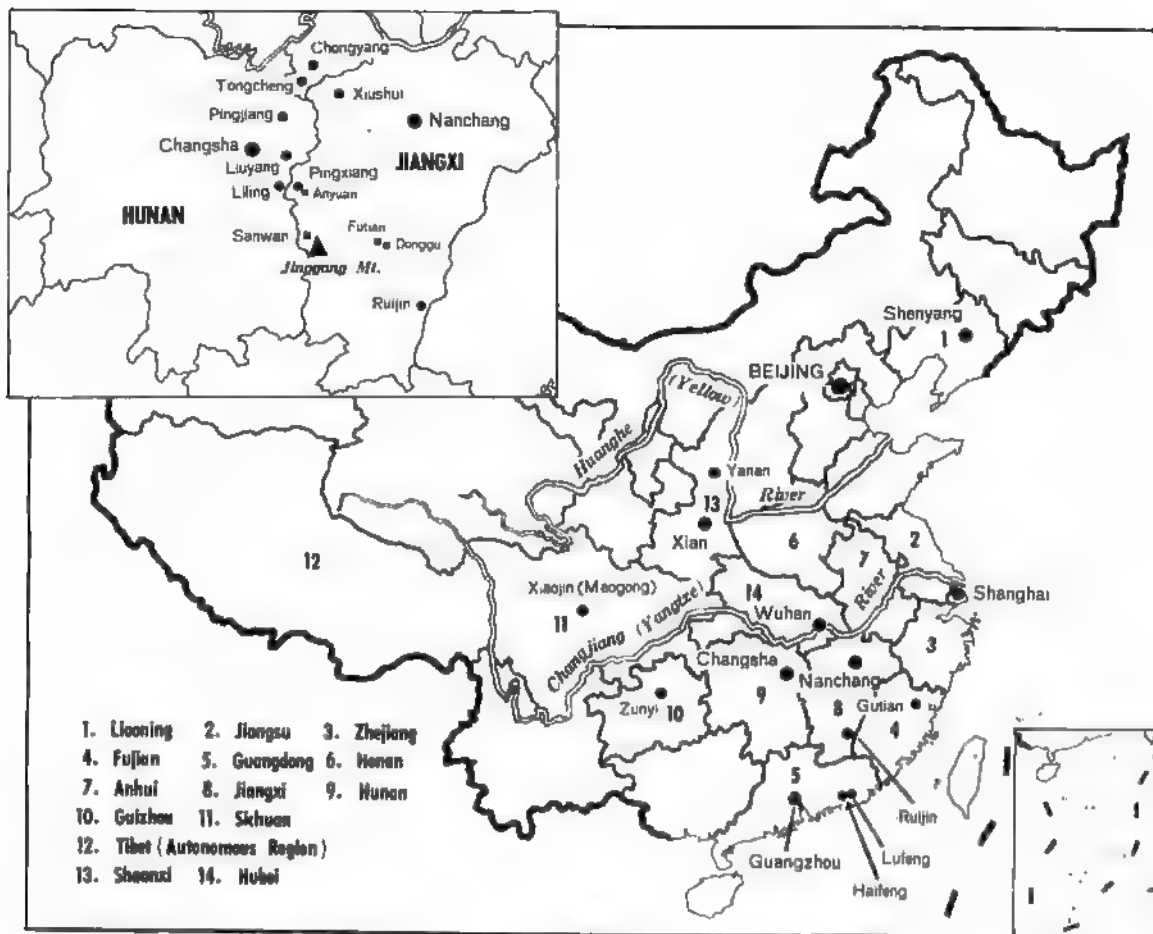 Chongyang
Tongcheng
Xiushui
Pingjiang
Nanchang
Changsha
JIANGXI
Liuyang
Pingxiang
Liling
Anyuan
HUNAN
Sanwan
Futian
Donggu
Jinggang Mt.
Ruijin
Shenyang
1
BEIJING
(Yellow)
Huanghe
Yanan
River
13
Xian
6
2
7
12
Xiaojin (Maogong)
14
River
Shanghai
11
Wuhan
Changjiang (Yangtze)
3
Changsha
Nanchang
Zunyi
10
9
Gutian
8
4
5
Ruijin
Guangzhou
Lufeng
Haifeng
1. Liaoning 2. Jiangsu 3. Zhejiang
4. Fujian 5. Guangdong 6. Henan
7. Anhui 8. Jiangxi 9. Hunan
10. Guizhou 11. Sichuan
12. Tibet (Autonomous Region)
13. Shaanxi 14. Hubei